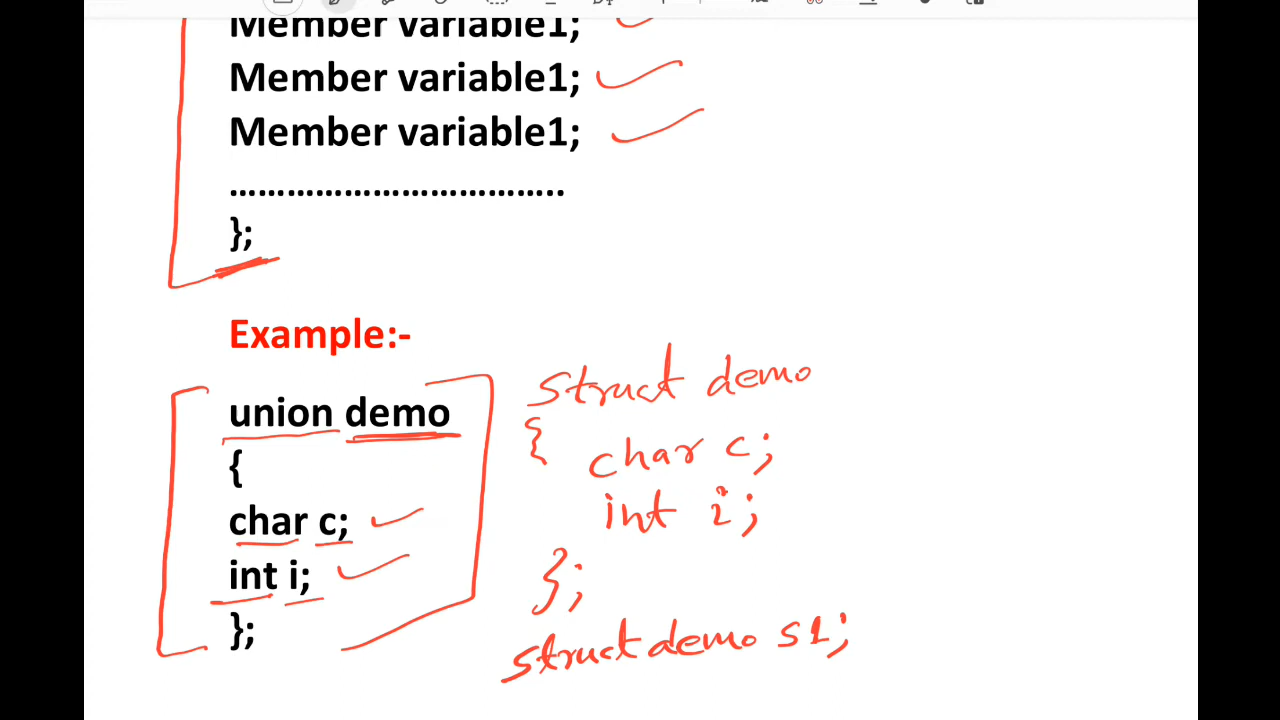 Member variable1;
Member variable1;
Member variable1;
………………………………..
};
Example:-
union demo
{
char c;
int i;
};
struct demo
{
char c;
int i;
};
struct demo s1;